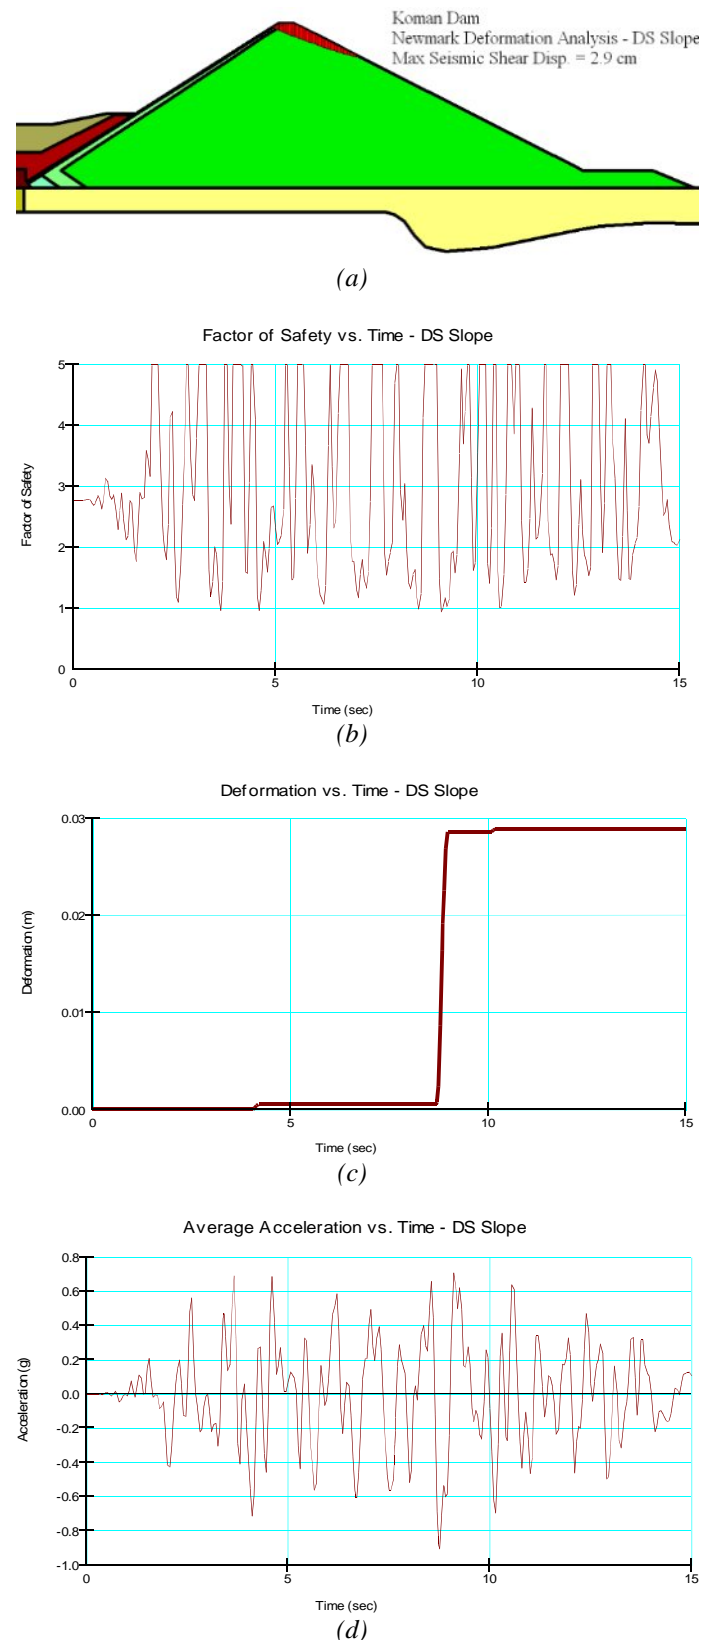 Koman Dam
Newmark Deformation Analysis - DS Slope
Max Seismic Shear Disp. = 2.9 cm
(a)
Factor of Safety vs. Time - DS Slope
5
4
3
2
1
0
Factor of Safety
0 5 10 15
Time (sec)
(b)
Deformation vs. Time - DS Slope
0.03
0.02
0.01
0.00
Deformation (m)
0 5 10 15
Time (sec)
(c)
Average Acceleration vs. Time - DS Slope
0.8
0.6
0.4
0.2
0.0
-0.2
-0.4
-0.6
-0.8
-1.0
Acceleration (g)
0 5 10 15
Time (sec)
(d)